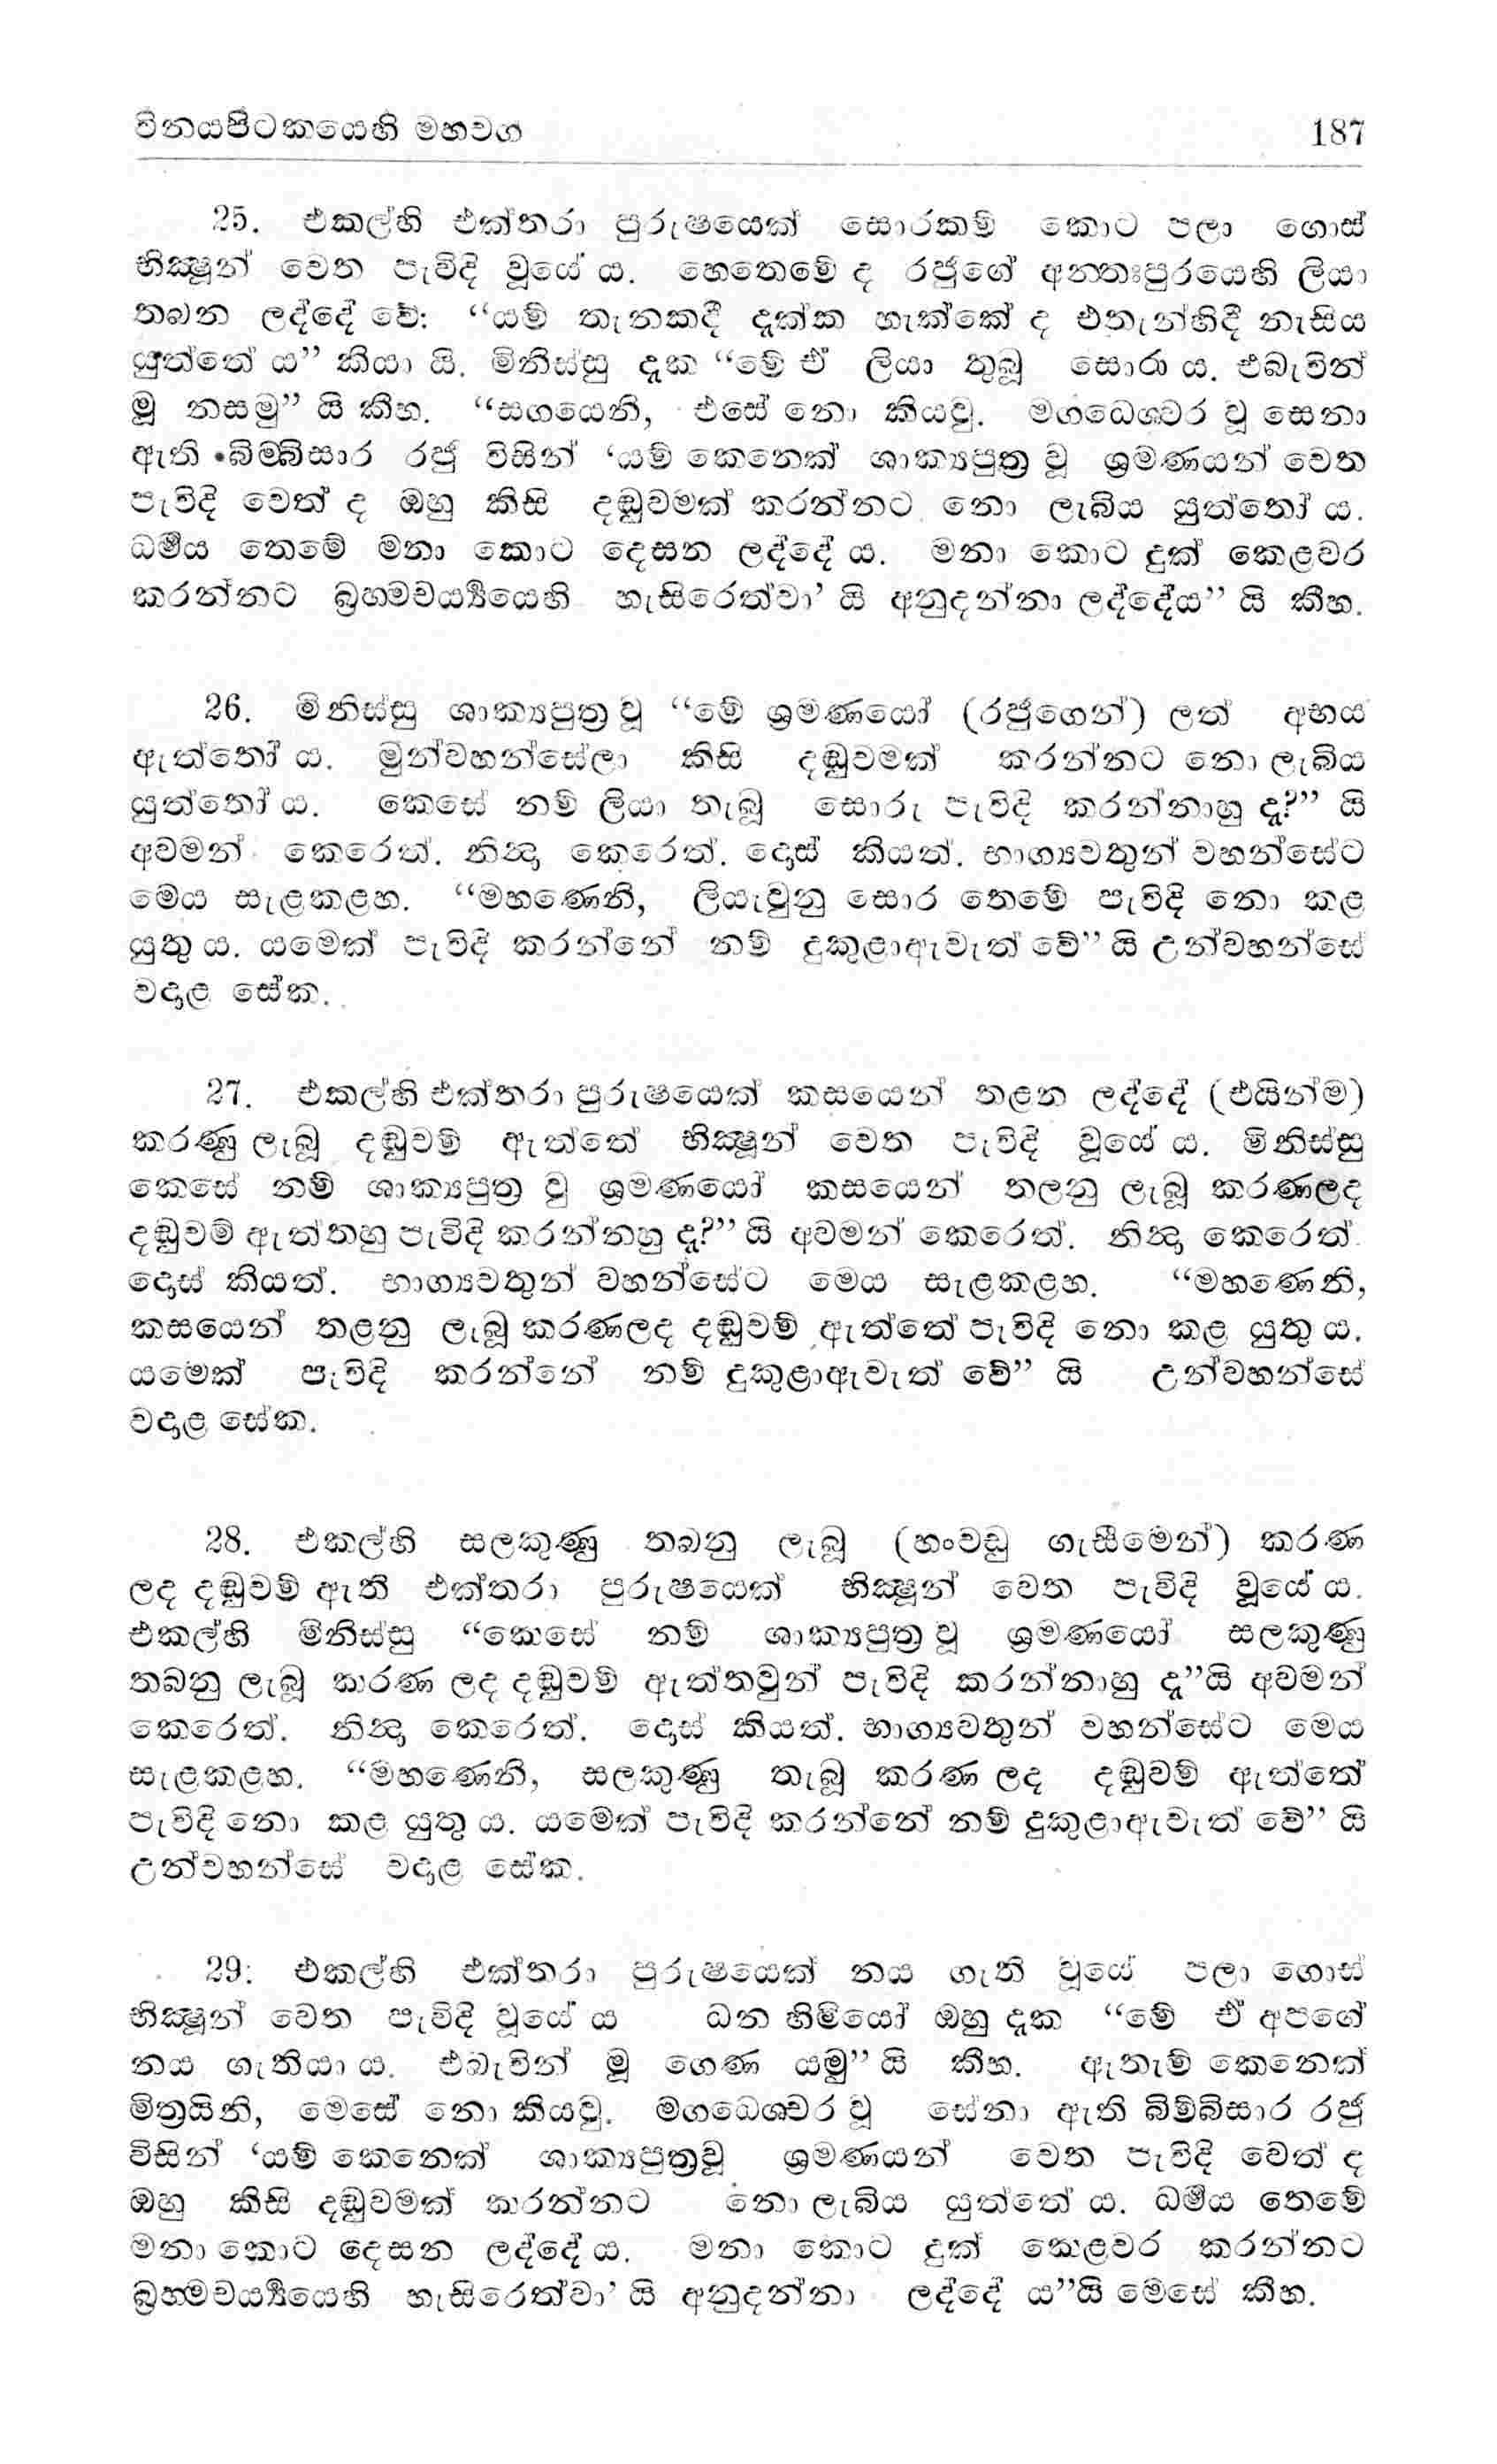 විනයපිටකයෙහි මහවග 187
25. එකල්හි එක්තරා පුරුෂයෙක් සොරකම් කොට පලා ගොස්
භික්‍ෂූන් වෙත පැවිදි වූයේ ය. හෙතෙමේ ද රජුගේ අන්තඃපුරයෙහි ලියා
තබන ලද්දේ වේ: “යම් තැනකදී දැක්ක හැක්කේ ද එතැන්හිදී නැසිය
යුත්තේ ය” කියා යි. මිනිස්සු දැක “මේ ඒ ලියා තුබූ සොරා ය. එබැවින්
මූ නසමු” යි කීහ. “සගයෙනි, එසේ නො කියවු. මගධෙශ්වර වූ සෙනා
ඇති බිම්බිසාර රජු විසින් ‘යම් කෙනෙක් ශාක්‍යපුත්‍ර වූ ශ්‍රමණයන් වෙත
පැවිදි වෙත් ද ඔහු කිසි දඬුවමක් කරන්නට නො ලැබිය යුත්තෝ ය.
ධර්‍මය තෙමේ මනා කොට දෙසන ලද්දේ ය. මනා කොට දුක් කෙළවර
කරන්නට බ්‍රහ්මචර්‍ය්‍යයෙහි හැසිරෙත්වා’ යි අනුදන්නා ලද්දේය” යි කීහ.
26. මිනිස්සු ශාක්‍යපුත්‍ර වූ “මේ ශ්‍රමණයෝ (රජුගෙන්) ලත් අභය
ඇත්තෝ ය. මුන්වහන්සේලා කිසි දඬුවමක් කරන්නට නො ලැබිය
යුත්තෝ ය. කෙසේ නම් ලියා තැබූ සොරු පැවිදි කරන්නාහු දැ?” යි
අවමන් කෙරෙත්. නින්‍දා කෙරෙත්. දොස් කියත්. භාග්‍යවතුන් වහන්සේට
මෙය සැළකළහ. “මහණෙනි, ලියැවුනු සොර තෙමේ පැවිදි නො කළ
යුතු ය. යමෙක් පැවිදි කරන්නේ නම් දුකුළාඇවැත් වේ” යි උන්වහන්සේ
වදාළ සේක.
27. එකල්හි එක්තරා පුරුෂයෙක් කසයෙන් තළන ලද්දේ (එයින්ම)
කරණු ලැබූ දඬුවම් ඇත්තේ භික්‍ෂූන් වෙත පැවිදි වූයේ ය. මිනිස්සු
කෙසේ නම් ශාක්‍යපුත්‍ර වු ශ්‍රමණයෝ කසයෙන් තලනු ලැබූ කරණලද
දඬුවම් ඇත්තහු පැවිදි කරන්නහු දැ?” යි අවමන් කෙරෙත්. නින්‍දා කෙරෙත්.
දොස් කියත්. භාග්‍යවතුන් වහන්සේට මෙය සැළකළහ. “මහණෙනි,
කසයෙන් තළනු ලැබූ කරණලද දඬුවම් ඇත්තේ පැවිදි නො කළ යුතු ය.
යමෙක් පැවිදි කරන්නේ නම් දුකුළාඇවැත් වේ” යි උන්වහන්සේ
වදාළ සේක.
28. එකල්හි සලකුණු තබනු ලැබූ (හංවඩු ගැසීමෙන්) කරණ
ලද දඬුවම් ඇති එක්තරා පුරුෂයෙක් භික්‍ෂූන් වෙත පැවිදි වූයේ ය.
එකල්හි මිනිස්සු “කෙසේ නම් ශාක්‍යපුත්‍ර වූ ශ්‍රමණයෝ සලකුණු
තබනු ලැබූ කාරණ ලද දඬුවම් ඇත්තවුන් පැවිදි කරන්නාහු දැ”යි අවමන්
කෙරෙත්. නින්‍දා කෙරෙත්. දොස් කියත්. භාග්‍යවතුන් වහන්සේට මෙය
සැළකළහ. “මහණෙනි, සලකුණු තැබූ කරණ ලද දඬුවම් ඇත්තේ
පැවිදි නො කළ යුතු ය. යමෙක් පැවිදි කරන්නේ නම් දුකුළාඇවැත් වේ” යි
උන්වහන්සේ වදාළ සේක.
29: එකල්හි එක්තරා පුරුෂයෙක් නය ගැති වූයේ පලා ගොස්
භික්‍ෂූන් වෙත පැවිදි වූයේ ය ධන හිමියෝ ඔහු දැක “මේ ඒ අපගේ
නය ගැතියා ය. එබැවින් මූ ගෙණ යමු” යි කීහ. ඇතැම් කෙනෙක්
මිත්‍රයිනි, මෙසේ නො කියවු. මගධෙශ්වර වූ සේනා ඇති බිම්බිසාර රජු
විසින් ‘යම් කෙනෙක් ශාක්‍යපුත්‍රවූ ශ්‍රමණයන් වෙත පැවිදි වෙත් ද
ඔහු කිසි දඬුවමක් කරන්නට නො ලැබිය යුත්තේ ය. ධර්‍මය තෙමේ
මනා කොට දෙසන ලද්දේ ය. මනා කොට දුක් කෙළවර කරන්නට
බ්‍රහ්මචර්‍ය්‍යයෙහි හැසිරෙත්වා’ යි අනුදන්නා ලද්දේ ය”යි මෙසේ කීහ.